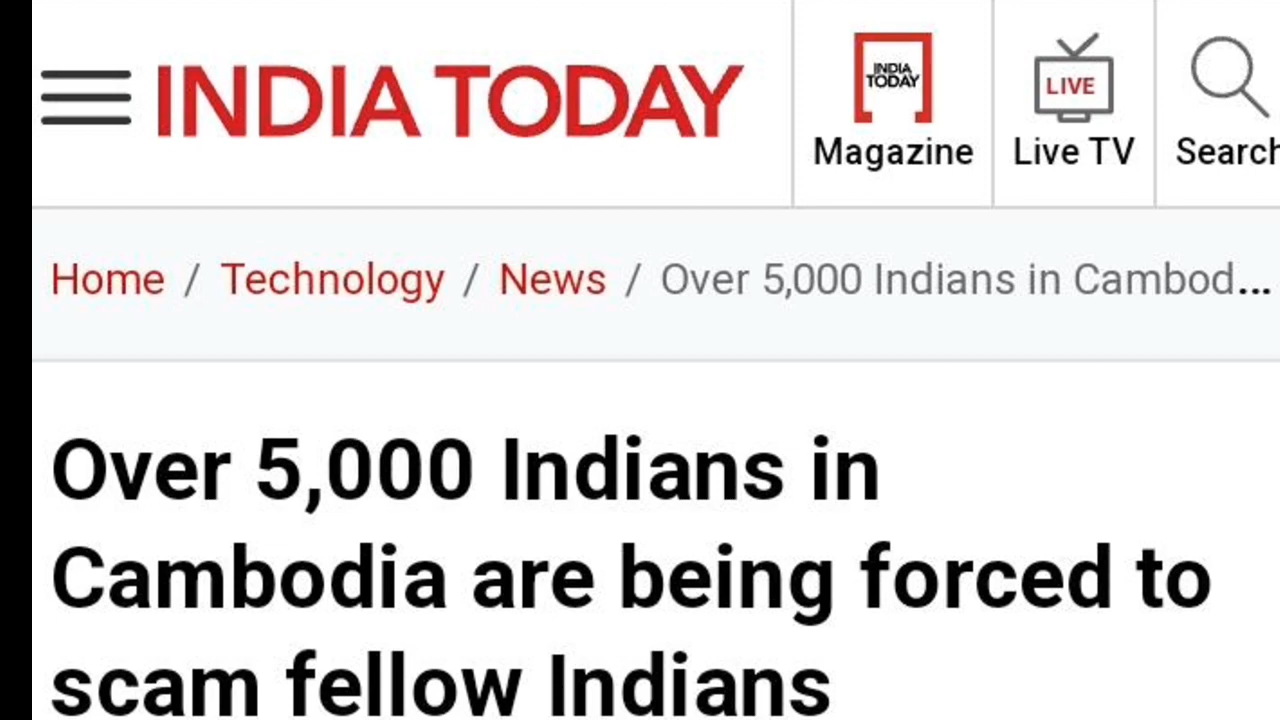 INDIA TODAY
INDIA TODAY
Magazine
LIVE
Live TV
Search
Home / Technology / News / Over 5,000 Indians in Cambod...
Over 5,000 Indians in
Cambodia are being forced to
scam fellow Indians